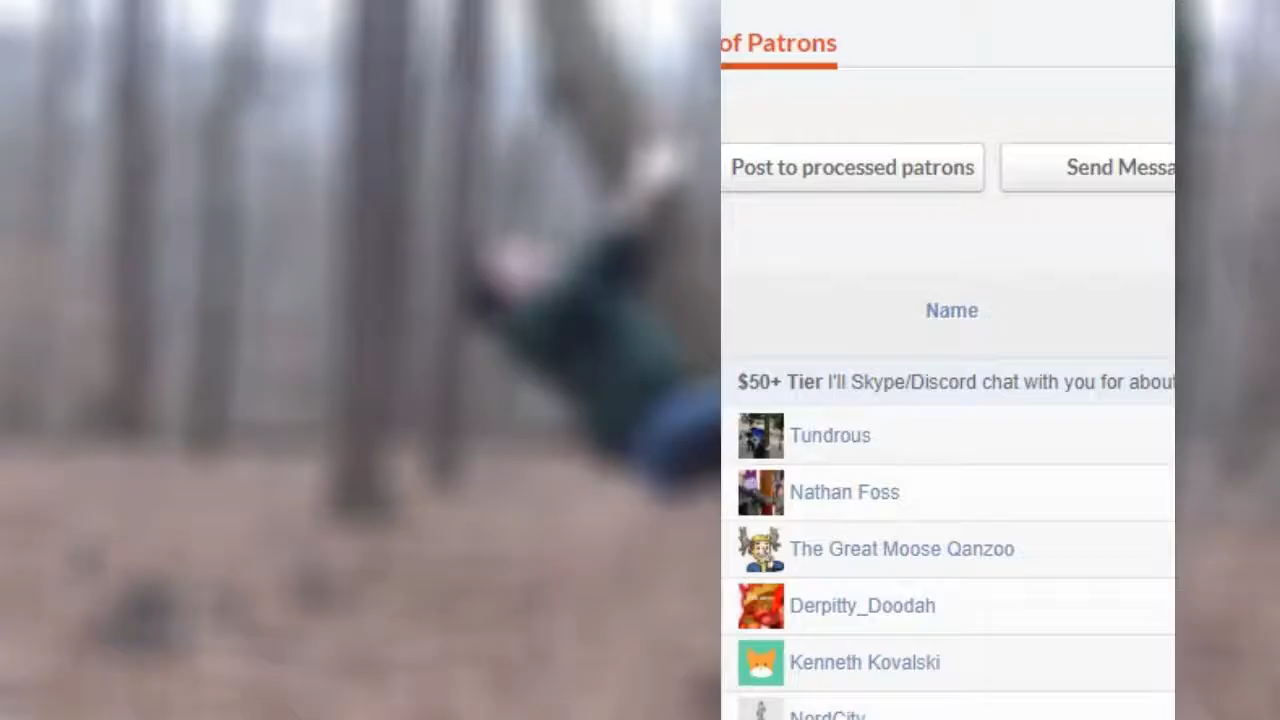 of Patrons
Post to processed patrons
Send Messa
Name
$50+ Tier I'll Skype/Discord chat with you for about
Tundrous
Nathan Foss
The Great Moose Qanzoo
Derpitty_Doodah
Kenneth Kovalski
NordCity